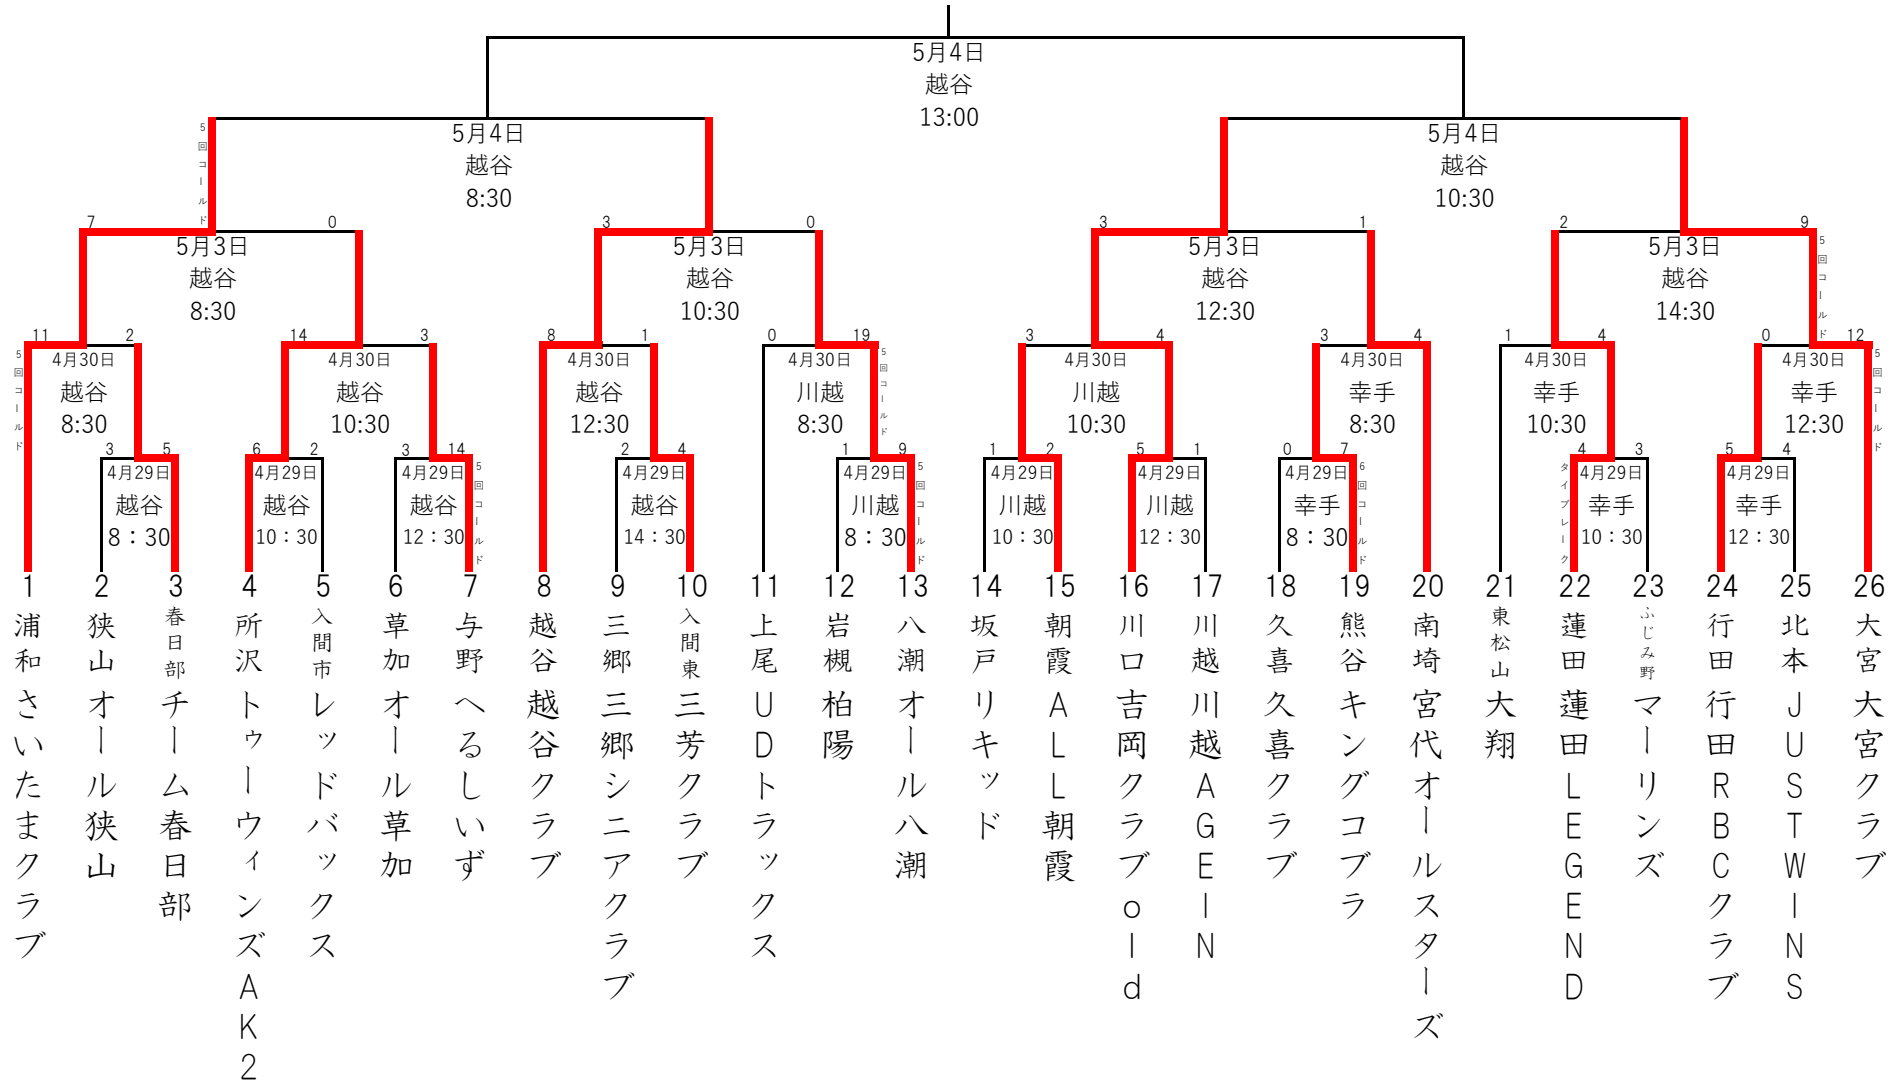 5月4日
越谷
13:00
5月4日
越谷
8:30
5月4日
越谷
10:30
5回コールド
7
0
5月3日
越谷
8:30
3
0
5月3日
越谷
10:30
3
1
5月3日
越谷
12:30
2
9
5月3日
越谷
14:30
5回コールド
11
2
4月30日
越谷
8:30
5回コールド
14
3
4月30日
越谷
10:30
8
1
4月30日
越谷
12:30
0
19
4月30日
川越
8:30
5回コールド
3
4
4月30日
川越
10:30
3
4
4月30日
幸手
8:30
1
4
4月30日
幸手
10:30
0
12
4月30日
幸手
12:30
5回コールド
3
5
4月29日
越谷
8：30
6
2
4月29日
越谷
10：30
3
14
4月29日
越谷
12：30
5回コールド
2
4
4月29日
越谷
14：30
1
9
4月29日
川越
8：30
5回コールド
1
2
4月29日
川越
10：30
5
1
4月29日
川越
12：30
0
7
4月29日
幸手
8：30
6回コールド
タイブレーク
4
3
4月29日
幸手
10：30
5
4
4月29日
幸手
12：30
1
浦和
さいたまクラブ
2
狭山
オール狭山
3
春日部
チーム春日部
4
所沢
トゥーウィンズAK2
5
入間市
レッドバックス
6
草加
オール草加
7
与野
へるしいず
8
越谷
越谷クラブ
9
三郷
三郷シニアクラブ
10
入間東
三芳クラブ
11
上尾
UDトラックス
12
岩槻
柏陽
13
八潮
オール八潮
14
坂戸
リキッド
15
朝霞
ALL朝霞
16
川口
吉岡クラブold
17
川越
川越AGEIN
18
久喜
久喜クラブ
19
熊谷
キングコブラ
20
南埼
宮代オールスターズ
21
東松山
大翔
22
蓮田
蓮田LEGEND
23
ふじみ野
マーリンズ
24
行田
行田RBCクラブ
25
北本
JUSTWINS
26
大宮
大宮クラブ